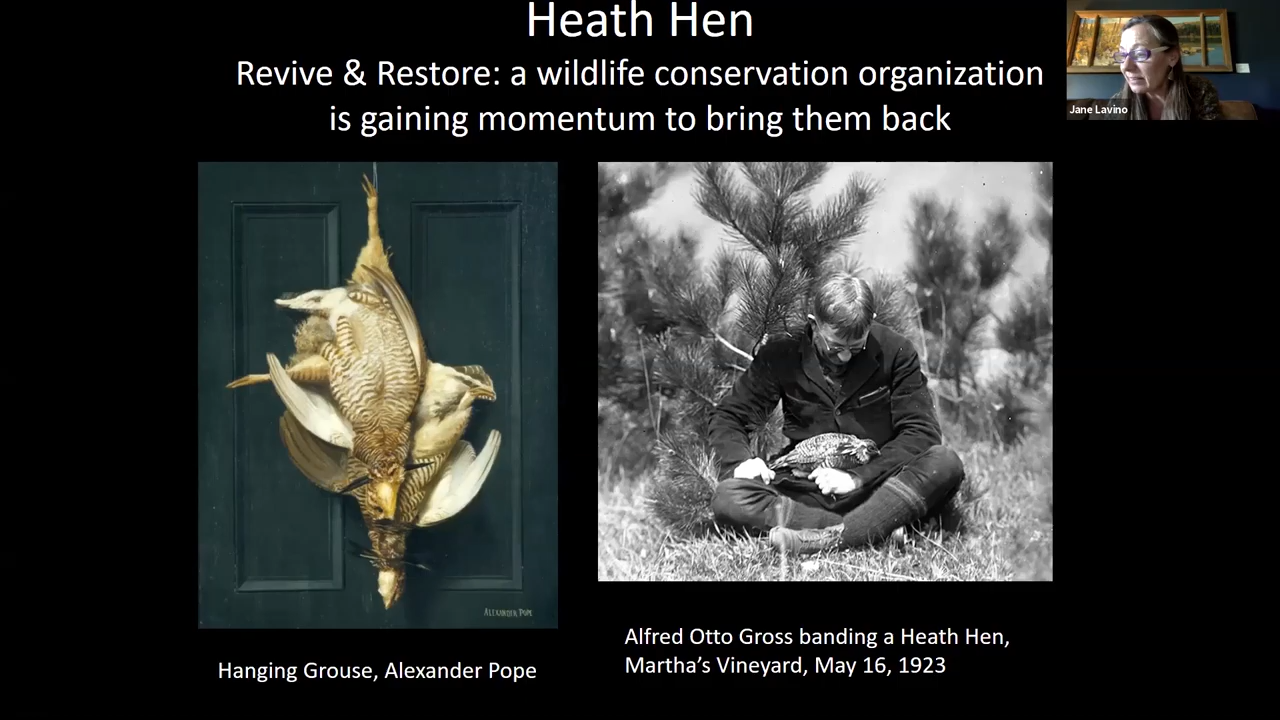 Heath Hen
Revive & Restore: a wildlife conservation organization
is gaining momentum to bring them back
Jane Lavino
ALEXANDER POPE
Hanging Grouse, Alexander Pope
Alfred Otto Gross banding a Heath Hen,
Martha’s Vineyard, May 16, 1923